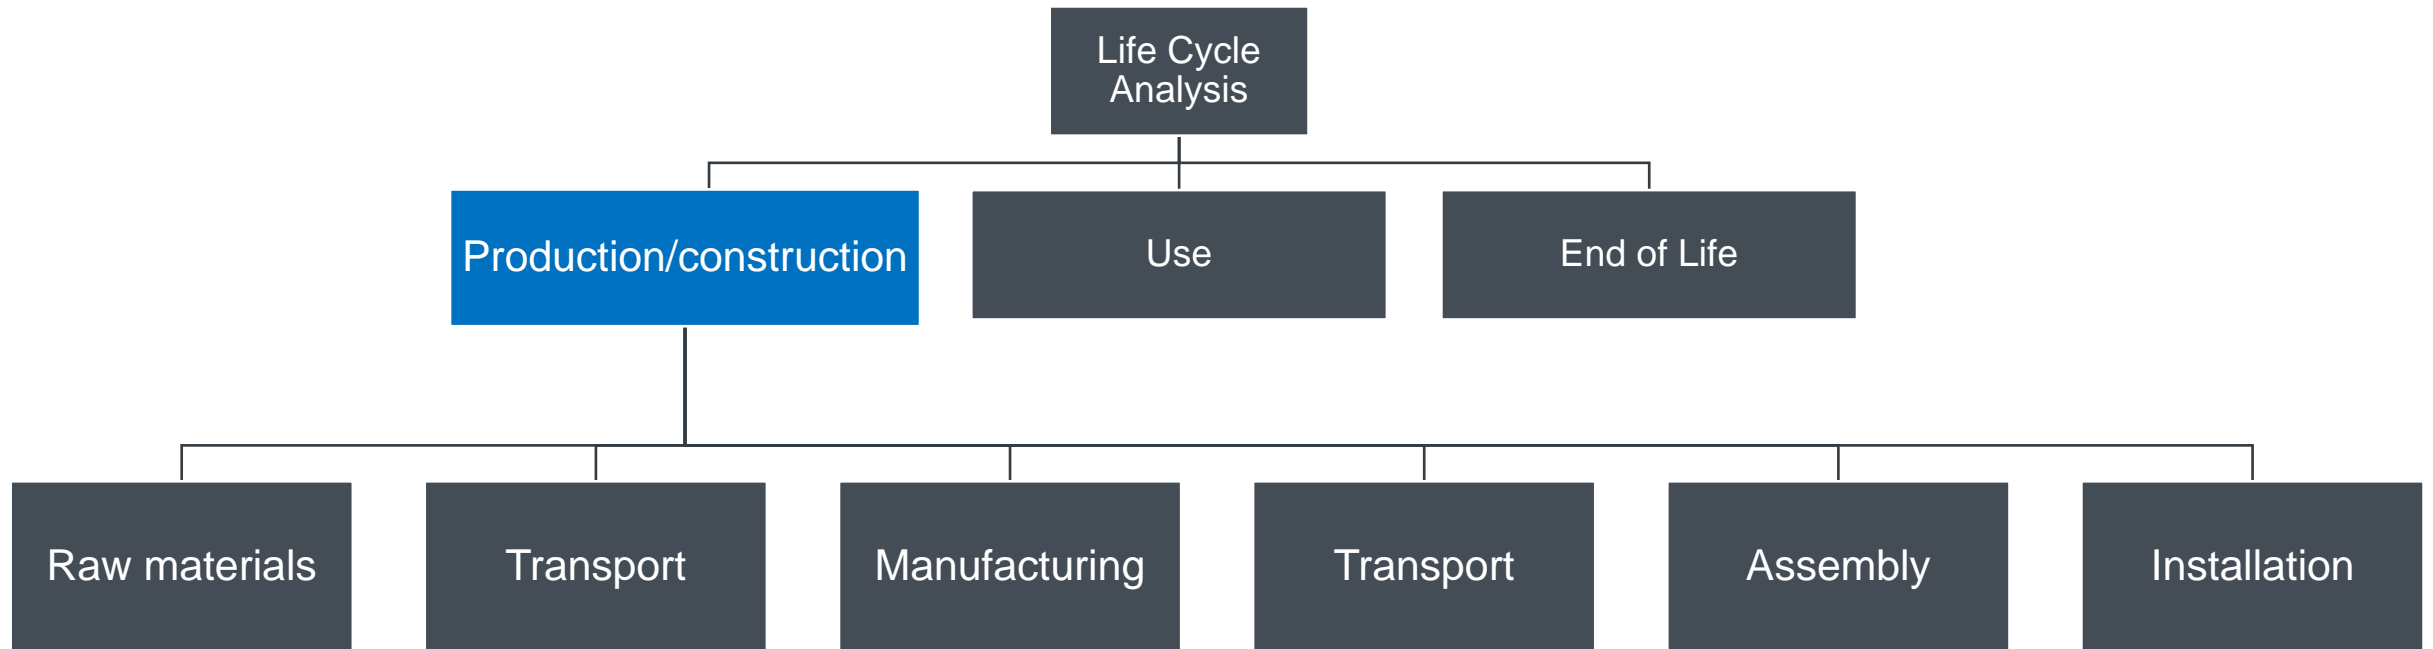 Life Cycle
Analysis
Production/construction
Use
End of Life
Raw materials
Transport
Manufacturing
Transport
Assembly
Installation